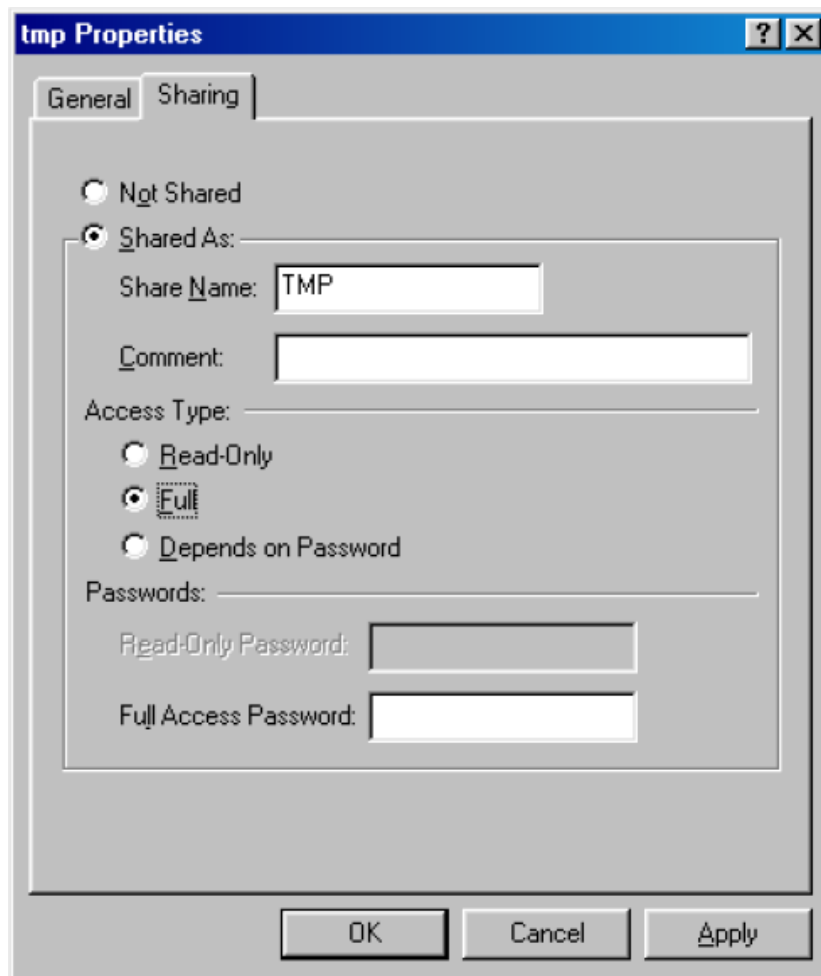 tmp Properties
General Sharing
Not Shared
Shared As:
Share Name: TMP
Comment:
Access Type:
Read-Only
Full
Depends on Password
Passwords:
Read-Only Password:
Full Access Password:
OK Cancel Apply